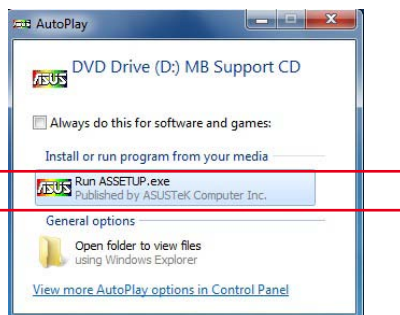 AutoPlay
DVD Drive (D:) MB Support CD
ASUS
Always do this for software and games:
Install or run program from your media
ASUS
Run ASSETUP.exe
Published by ASUSTeK Computer Inc.
General options
Open folder to view files
using Windows Explorer
View more AutoPlay options in Control Panel